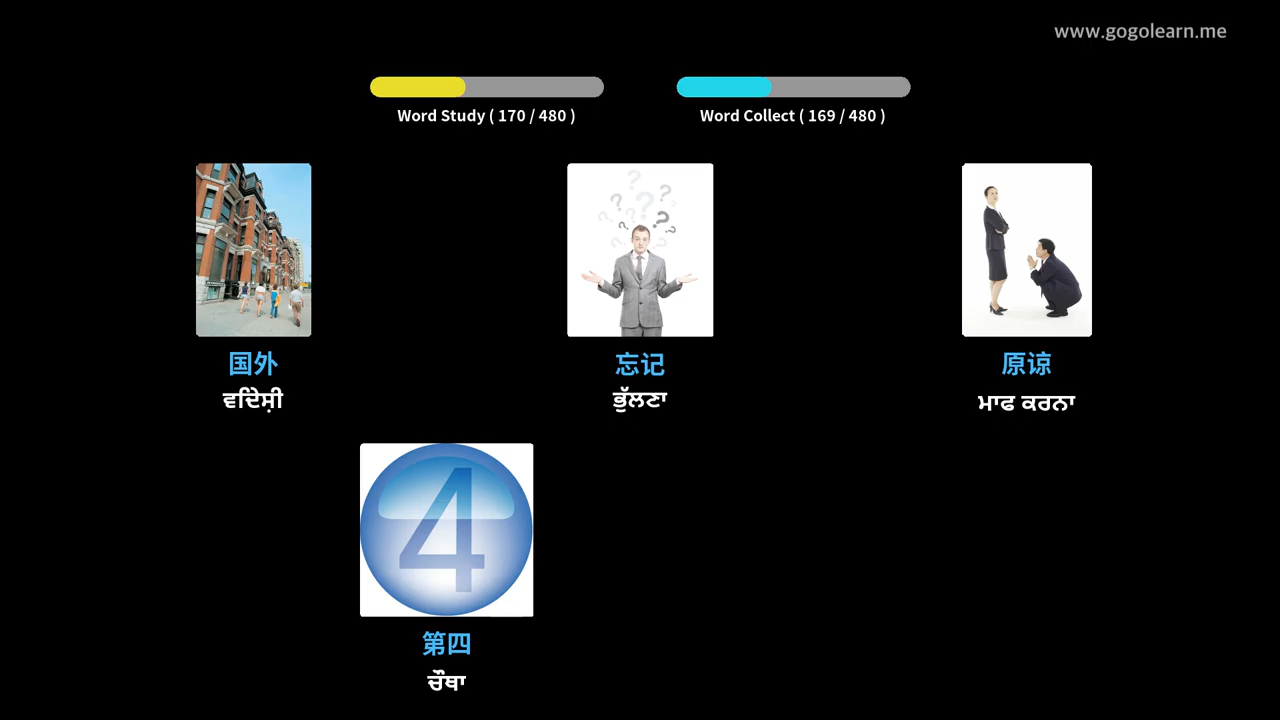 www.gogolearn.me
Word Study ( 170 / 480 )
Word Collect ( 169 / 480 )
国外
忘记
原谅
ਵਿਦੇਸ਼ੀ
ਭੁੱਲਣਾ
ਮਾਫ ਕਰਨਾ
4
第四
ਚੌਥਾ